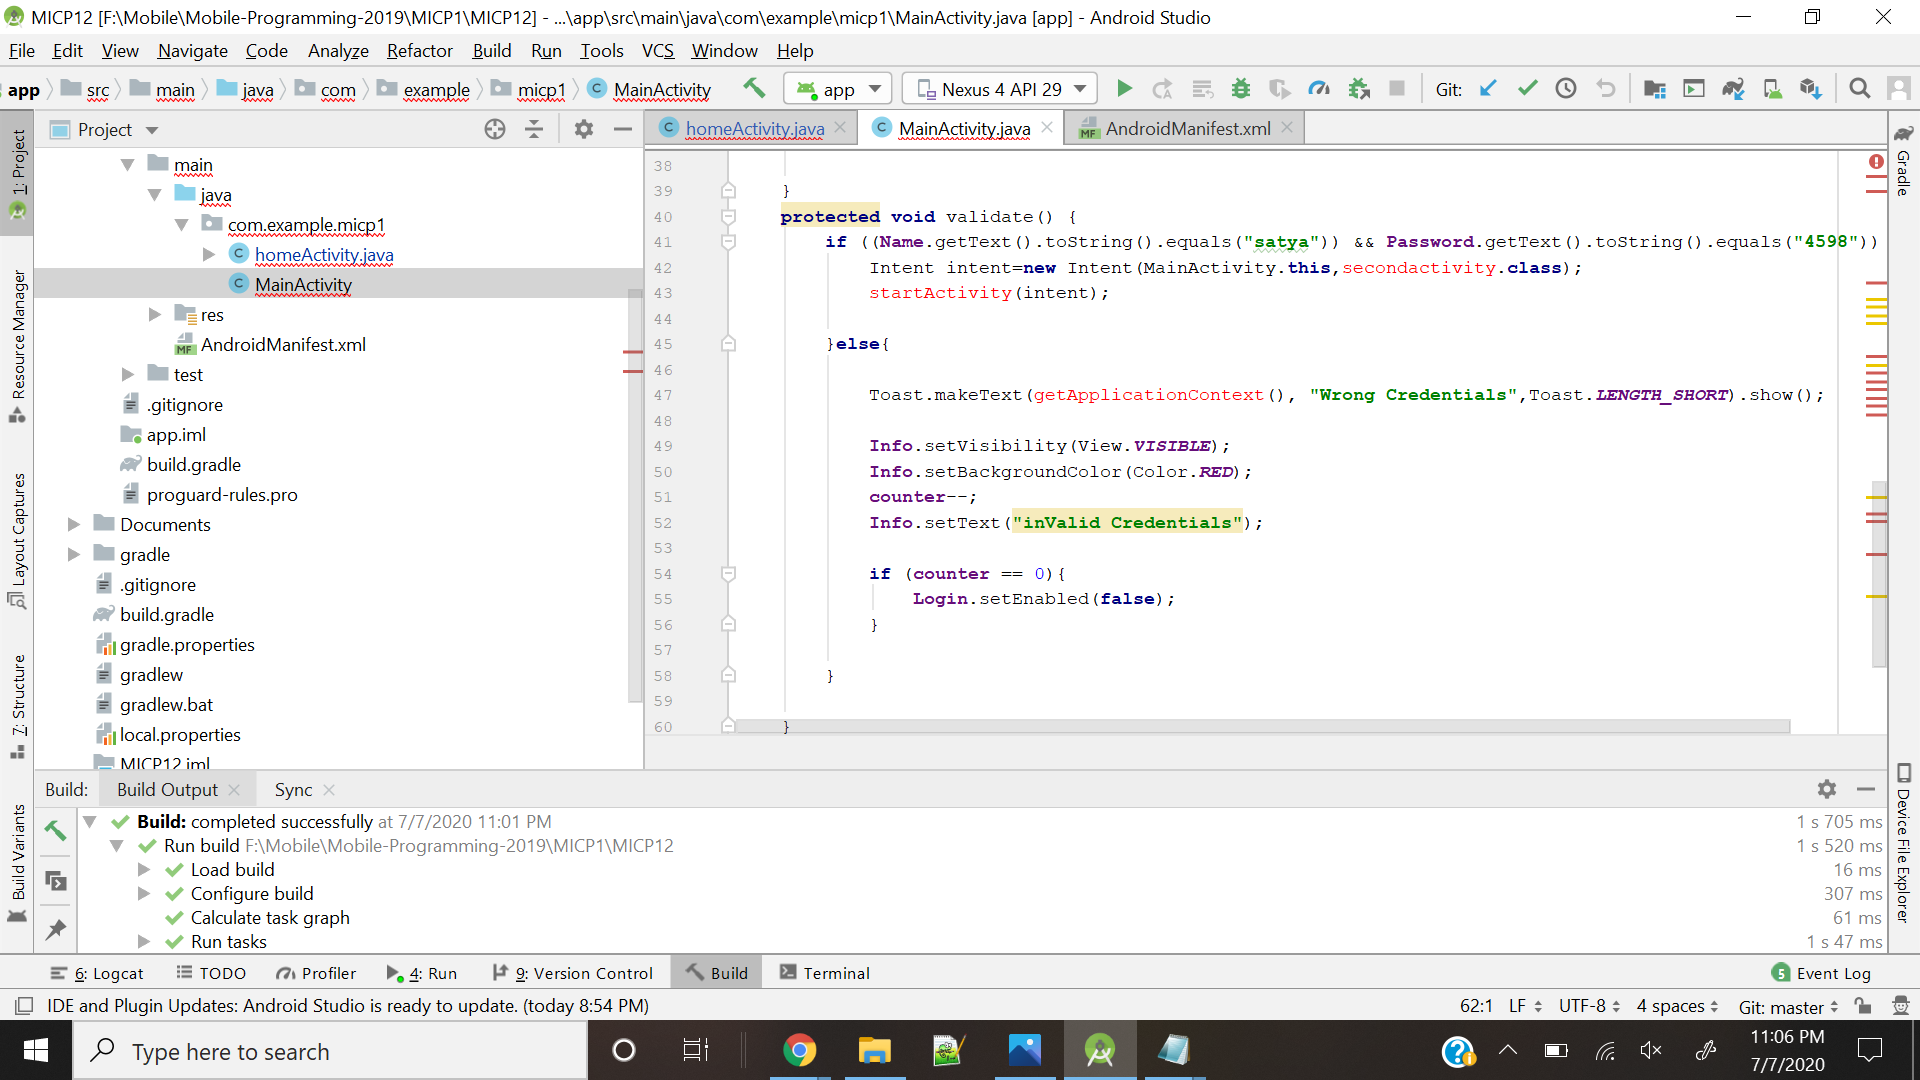 MICP12 [F:\Mobile\Mobile-Programming-2019\MICP1\MICP12] - ...\app\src\main\java\com\example\micp1\MainActivity.java [app] - Android Studio
File Edit View Navigate Code Analyze Refactor Build Run Tools VCS Window Help
app src main java com example micp1 C MainActivity app Nexus 4 API 29 Git:
Project
C homeActivity.java C MainActivity.java MF AndroidManifest.xml
1: Project
Resource Manager
Layout Captures
7: Structure
Build Variants
main
java
com.example.micp1
C homeActivity.java
C MainActivity
res
MF AndroidManifest.xml
test
.gitignore
app.iml
build.gradle
proguard-rules.pro
Documents
gradle
.gitignore
build.gradle
gradle.properties
gradlew
gradlew.bat
local.properties
MICP12.iml
38
39 }
40 protected void validate() {
41 if ((Name.getText().toString().equals("satya")) && Password.getText().toString().equals("4598"))
42 Intent intent=new Intent(MainActivity.this,secondactivity.class);
43 startActivity(intent);
44
45 }else{
46
47 Toast.makeText(getApplicationContext(), "Wrong Credentials",Toast.LENGTH_SHORT).show();
48
49 Info.setVisibility(View.VISIBLE);
50 Info.setBackgroundColor(Color.RED);
51 counter--;
52 Info.setText("inValid Credentials");
53
54 if (counter == 0){
55 Login.setEnabled(false);
56 }
57
58 }
59
60 }
Gradle
Device File Explorer
Build: Build Output Sync
Build: completed successfully at 7/7/2020 11:01 PM 1 s 705 ms
Run build F:\Mobile\Mobile-Programming-2019\MICP1\MICP12 1 s 520 ms
Load build 16 ms
Configure build 307 ms
Calculate task graph 61 ms
Run tasks 1 s 47 ms
6: Logcat TODO Profiler 4: Run 9: Version Control Build Terminal 5 Event Log
IDE and Plugin Updates: Android Studio is ready to update. (today 8:54 PM) 62:1 LF UTF-8 4 spaces Git: master
Type here to search
11:06 PM
7/7/2020